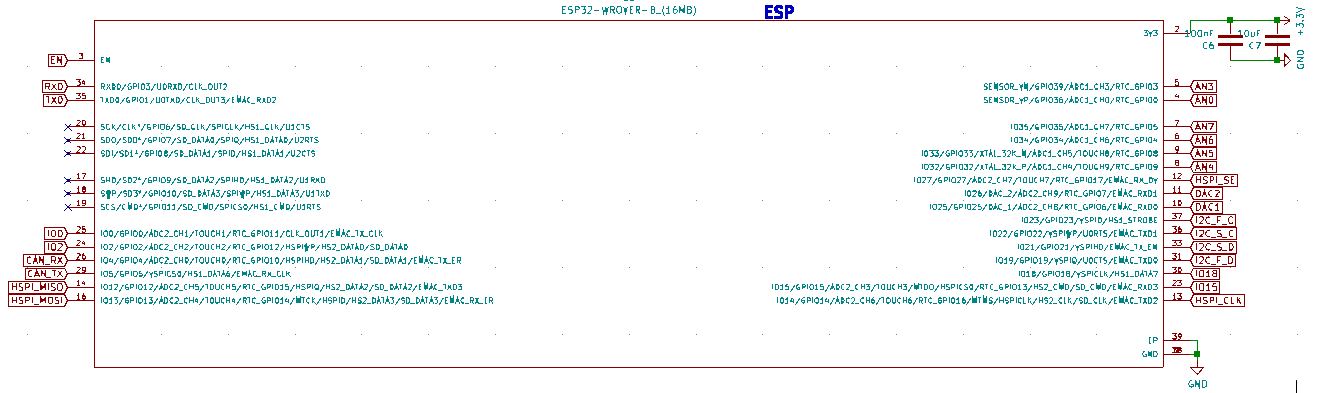 ESP32-WROVER-B_(16MB)
ESP
3V3 2
100nF C6
10uF C7
+3.3V
GND
EN 3 EN
RXD 34 RXD0/GPIO3/U0RXD/CLK_OUT2
TXD 35 TXD0/GPIO1/U0TXD/CLK_OUT3/EMAC_RXD2
20 SCK/CLK*/GPIO6/SD_CLK/SPICLK/HS1_CLK/U1CTS
21 SDO/SD0*/GPIO7/SD_DATA0/SPIQ/HS1_DATA0/U2RTS
22 SDI/SD1*/GPIO8/SD_DATA1/SPID/HS1_DATA1/U2CTS
17 SHD/SD2*/GPIO9/SD_DATA2/SPIHD/HS1_DATA2/U1RXD
18 SWP/SD3*/GPIO10/SD_DATA3/SPIWP/HS1_DATA3/U1TXD
19 SCS/CMD*/GPIO11/SD_CMD/SPICS0/HS1_CMD/U1RTS
IO0 25 IO0/GPIO0/ADC2_CH1/TOUCH1/RTC_GPIO11/CLK_OUT1/EMAC_TX_CLK
IO2 24 IO2/GPIO2/ADC2_CH2/TOUCH2/RTC_GPIO12/HSPIWP/HS2_DATA0/SD_DATA0
CAN_RX 26 IO4/GPIO4/ADC2_CH0/TOUCH0/RTC_GPIO10/HSPIHD/HS2_DATA1/SD_DATA1/EMAC_TX_ER
CAN_TX 29 IO5/GPIO5/VSPICS0/HS1_DATA6/EMAC_RX_CLK
HSPI_MISO 14 IO12/GPIO12/ADC2_CH5/TOUCH5/RTC_GPIO15/HSPIQ/HS2_DATA2/SD_DATA2/EMAC_TXD3
HSPI_MOSI 16 IO13/GPIO13/ADC2_CH4/TOUCH4/RTC_GPIO14/MTCK/HSPID/HS2_DATA3/SD_DATA3/EMAC_RX_ER
SENSOR_VN/GPIO39/ADC1_CH3/RTC_GPIO3 5 AN3
SENSOR_VP/GPIO36/ADC1_CH0/RTC_GPIO0 4 AN0
IO35/GPIO35/ADC1_CH7/RTC_GPIO5 7 AN7
IO34/GPIO34/ADC1_CH6/RTC_GPIO4 6 AN6
IO33/GPIO33/XTAL_32K_N/ADC1_CH5/TOUCH8/RTC_GPIO8 9 AN5
IO32/GPIO32/XTAL_32K_P/ADC1_CH4/TOUCH9/RTC_GPIO9 8 AN4
IO27/GPIO27/ADC2_CH7/TOUCH7/RTC_GPIO17/EMAC_RX_DV 12 HSPI_SE
IO26/DAC_2/ADC2_CH9/RTC_GPIO7/EMAC_RXD1 11 DAC2
IO25/GPIO25/DAC_1/ADC2_CH8/RTC_GPIO6/EMAC_RXD0 10 DAC1
IO23/GPIO23/VSPID/HS1_STROBE 37 I2C_F_C
IO22/GPIO22/VSPIWP/U0RTS/EMAC_TXD1 36 I2C_S_C
IO21/GPIO21/VSPIHD/EMAC_TX_EN 33 I2C_S_D
IO19/GPIO19/VSPIQ/U0CTS/EMAC_TXD0 31 I2C_F_D
IO18/GPIO18/VSPICLK/HS1_DATA7 30 IO18
IO15/GPIO15/ADC2_CH3/TOUCH3/MTDO/HSPICS0/RTC_GPIO13/HS2_CMD/SD_CMD/EMAC_RXD3 23 IO15
IO14/GPIO14/ADC2_CH6/TOUCH6/RTC_GPIO16/MTMS/HSPICLK/HS2_CLK/SD_CLK/EMAC_TXD2 13 HSPI_CLK
EP 39
GND 38
GND